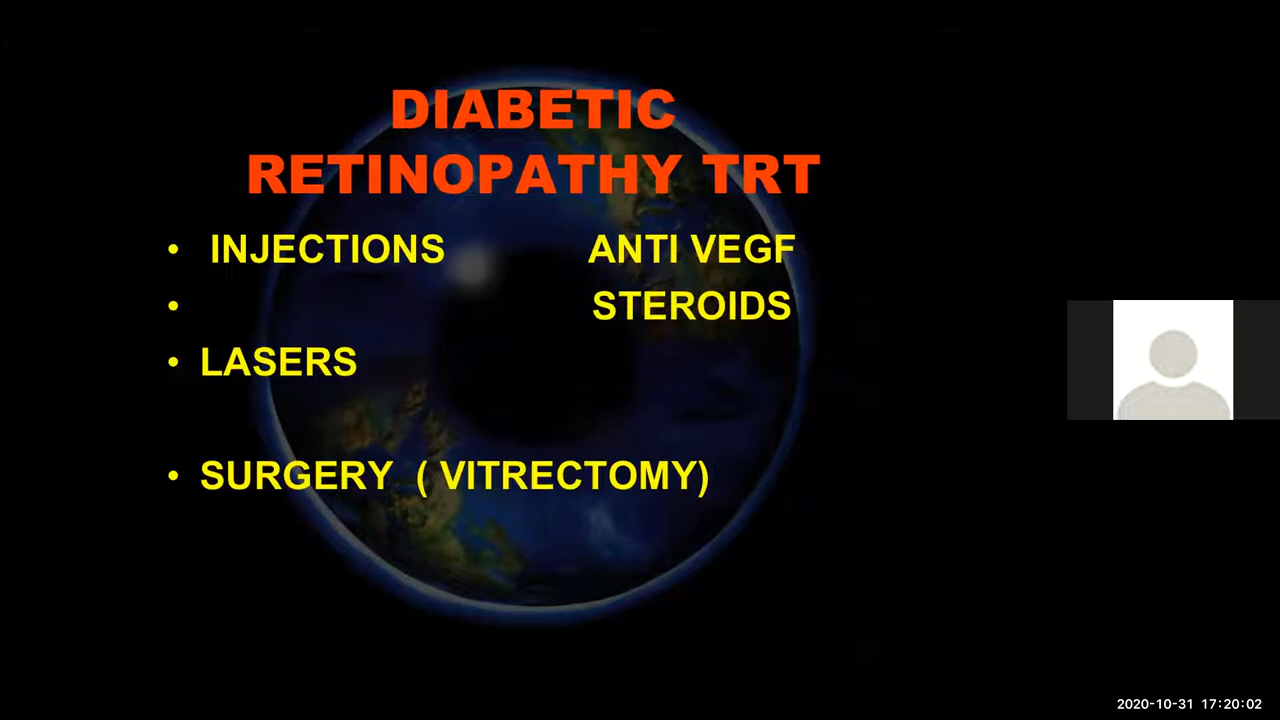 DIABETIC
RETINOPATHY TRT
• INJECTIONS ANTI VEGF
• STEROIDS
• LASERS
• SURGERY ( VITRECTOMY)
2020-10-31 17:20:02